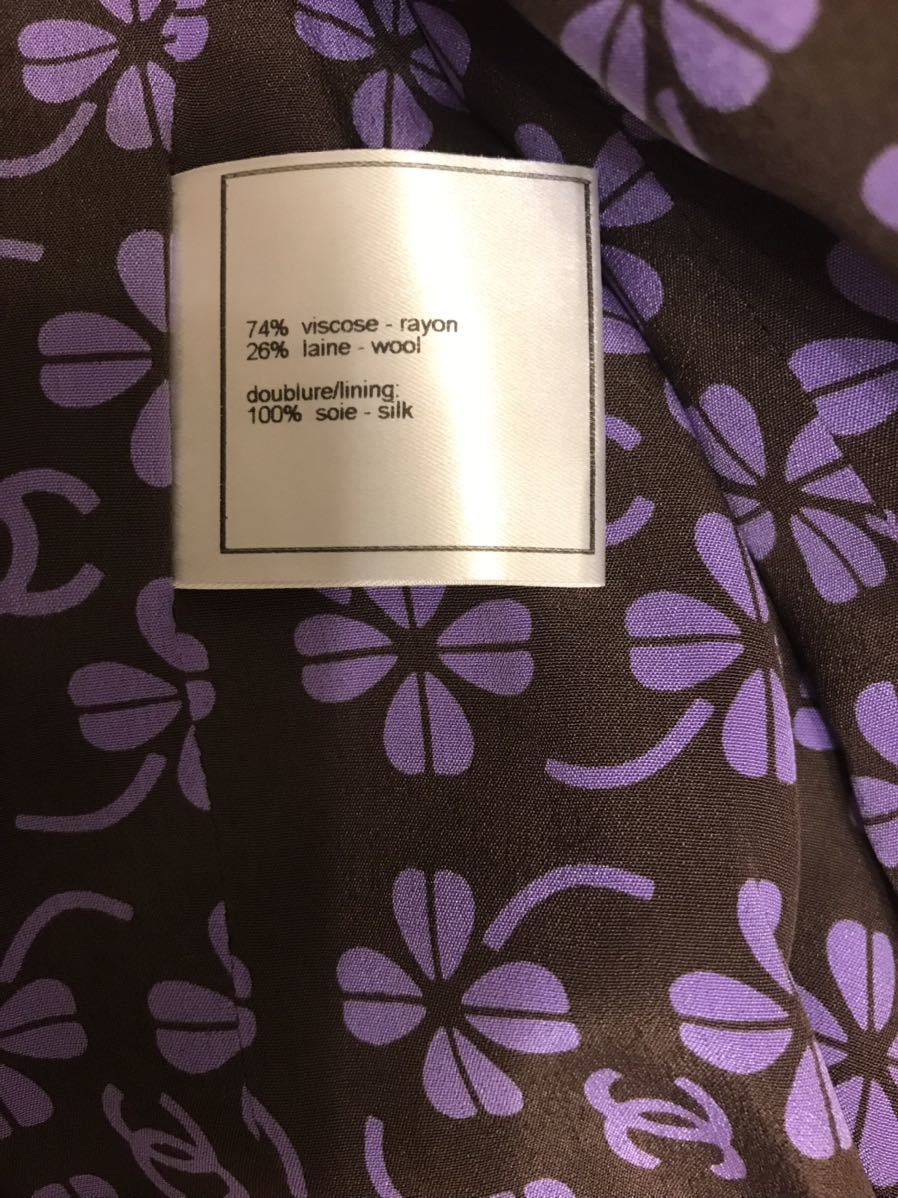 74% viscose - rayon
26% laine - wool
doublure/lining:
100% soie - silk